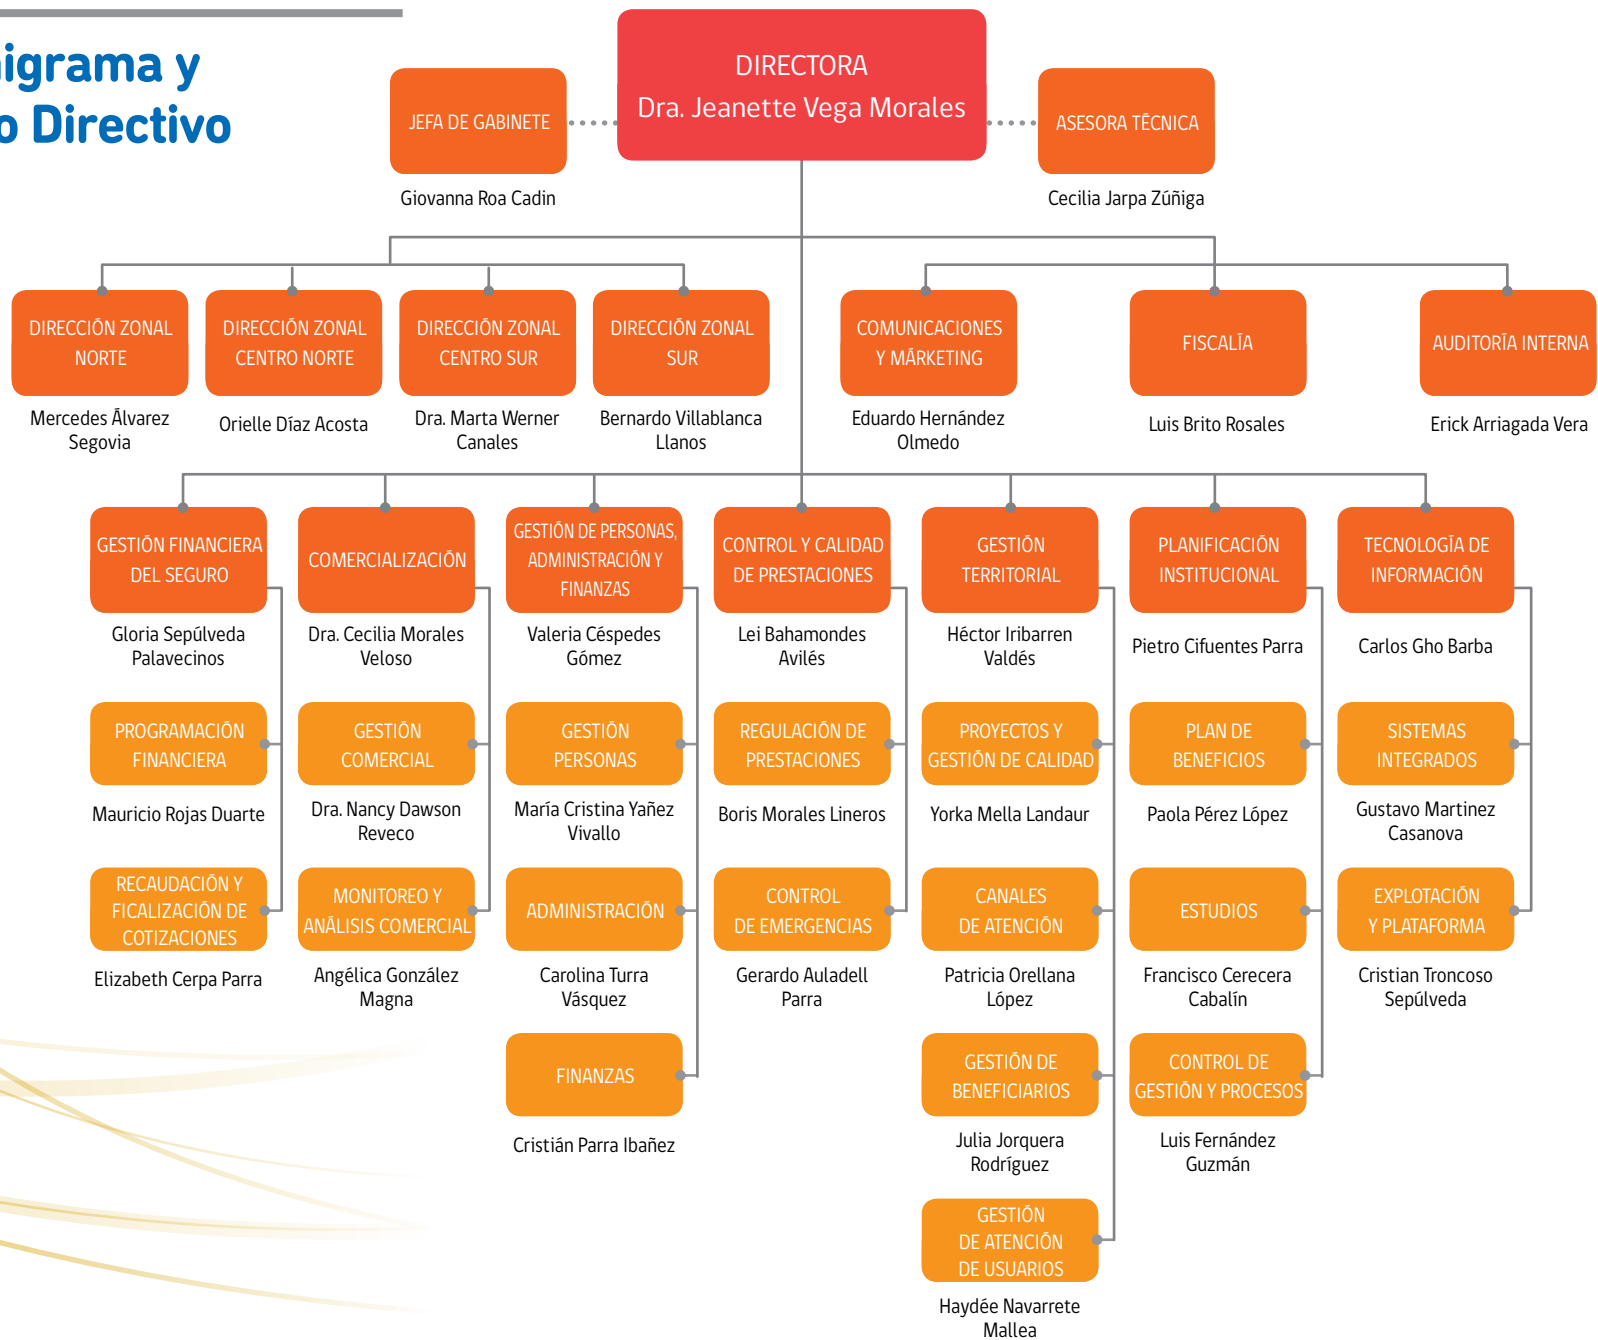 igrama y
o Directivo
DIRECTORA
Dra. Jeanette Vega Morales
JEFA DE GABINETE
Giovanna Roa Cadin
ASESORA TÉCNICA
Cecilia Jarpa Zúñiga
DIRECCIÓN ZONAL
NORTE
Mercedes Álvarez
Segovia
DIRECCIÓN ZONAL
CENTRO NORTE
Orielle Díaz Acosta
DIRECCIÓN ZONAL
CENTRO SUR
Dra. Marta Werner
Canales
DIRECCIÓN ZONAL
SUR
Bernardo Villablanca
Llanos
COMUNICACIONES
Y MÁRKETING
Eduardo Hernández
Olmedo
FISCALÍA
Luis Brito Rosales
AUDITORÍA INTERNA
Erick Arriagada Vera
GESTIÓN FINANCIERA
DEL SEGURO
Gloria Sepúlveda
Palavecinos
PROGRAMACIÓN
FINANCIERA
Mauricio Rojas Duarte
RECAUDACIÓN Y
FICALIZACIÓN DE
COTIZACIONES
Elizabeth Cerpa Parra
COMERCIALIZACIÓN
Dra. Cecilia Morales
Veloso
GESTIÓN
COMERCIAL
Dra. Nancy Dawson
Reveco
MONITOREO Y
ANÁLISIS COMERCIAL
Angélica González
Magna
GESTIÓN DE PERSONAS,
ADMINISTRACIÓN Y
FINANZAS
Valeria Céspedes
Gómez
GESTIÓN
PERSONAS
María Cristina Yañez
Vivallo
ADMINISTRACIÓN
Carolina Turra
Vásquez
FINANZAS
Cristián Parra Ibañez
CONTROL Y CALIDAD
DE PRESTACIONES
Lei Bahamondes
Avilés
REGULACIÓN DE
PRESTACIONES
Boris Morales Lineros
CONTROL
DE EMERGENCIAS
Gerardo Auladell
Parra
GESTIÓN
TERRITORIAL
Héctor Iribarren
Valdés
PROYECTOS Y
GESTIÓN DE CALIDAD
Yorka Mella Landaur
CANALES
DE ATENCIÓN
Patricia Orellana
López
GESTIÓN DE
BENEFICIARIOS
Julia Jorquera
Rodríguez
GESTIÓN
DE ATENCIÓN
DE USUARIOS
Haydée Navarrete
Mallea
PLANIFICACIÓN
INSTITUCIONAL
Pietro Cifuentes Parra
PLAN DE
BENEFICIOS
Paola Pérez López
ESTUDIOS
Francisco Cerecera
Cabalín
CONTROL DE
GESTIÓN Y PROCESOS
Luis Fernández
Guzmán
TECNOLOGÍA DE
INFORMACIÓN
Carlos Gho Barba
SISTEMAS
INTEGRADOS
Gustavo Martinez
Casanova
EXPLOTACIÓN
Y PLATAFORMA
Cristian Troncoso
Sepúlveda